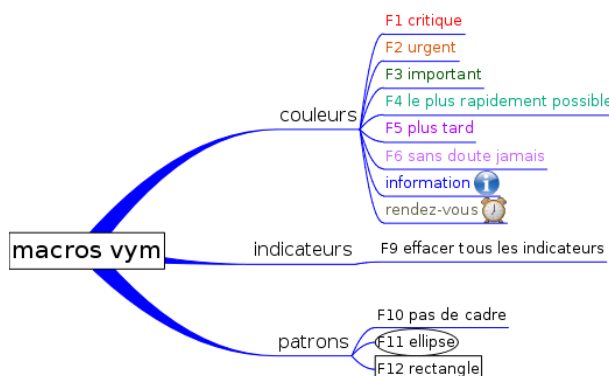 F1 critique
F2 urgent
F3 important
couleurs
F4 le plus rapidement possible
F5 plus tard
F6 sans doute jamais
information
rendez-vous
macros vym
indicateurs
F9 effacer tous les indicateurs
F10 pas de cadre
patrons
F11 ellipse
F12 rectangle